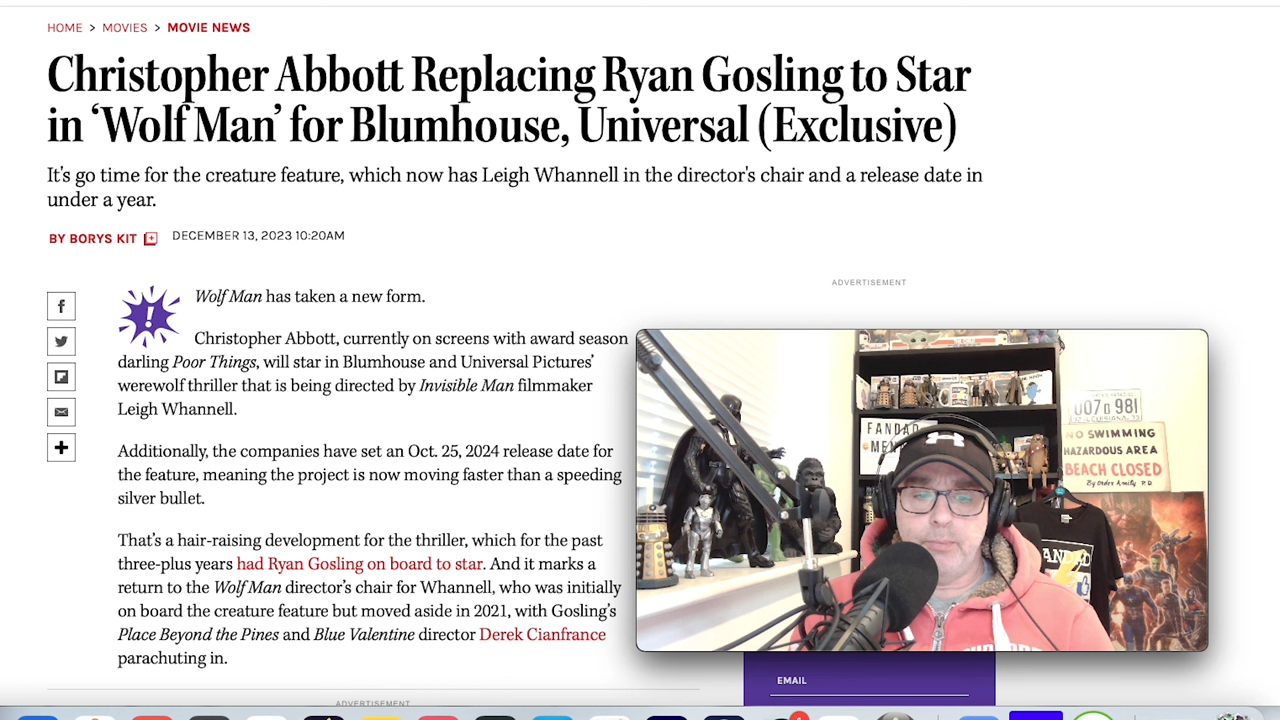 HOME > MOVIES > MOVIE NEWS
Christopher Abbott Replacing Ryan Gosling to Star
in ‘Wolf Man’ for Blumhouse, Universal (Exclusive)
It's go time for the creature feature, which now has Leigh Whannell in the director's chair and a release date in
under a year.
BY BORYS KIT
DECEMBER 13, 2023 10:20AM
ADVERTISEMENT
Wolf Man has taken a new form.
Christopher Abbott, currently on screens with award season
darling Poor Things, will star in Blumhouse and Universal Pictures’
werewolf thriller that is being directed by Invisible Man filmmaker
Leigh Whannell.
Additionally, the companies have set an Oct. 25, 2024 release date for
the feature, meaning the project is now moving faster than a speeding
silver bullet.
That’s a hair-raising development for the thriller, which for the past
three-plus years had Ryan Gosling on board to star. And it marks a
return to the Wolf Man director’s chair for Whannell, who was initially
on board the creature feature but moved aside in 2021, with Gosling’s
Place Beyond the Pines and Blue Valentine director Derek Cianfrance
parachuting in.
ADVERTISEMENT
FANDAD
007 981
NO SWIMMING
HAZARDOUS AREA
BEACH CLOSED
By Order Amity P.D
EMAIL